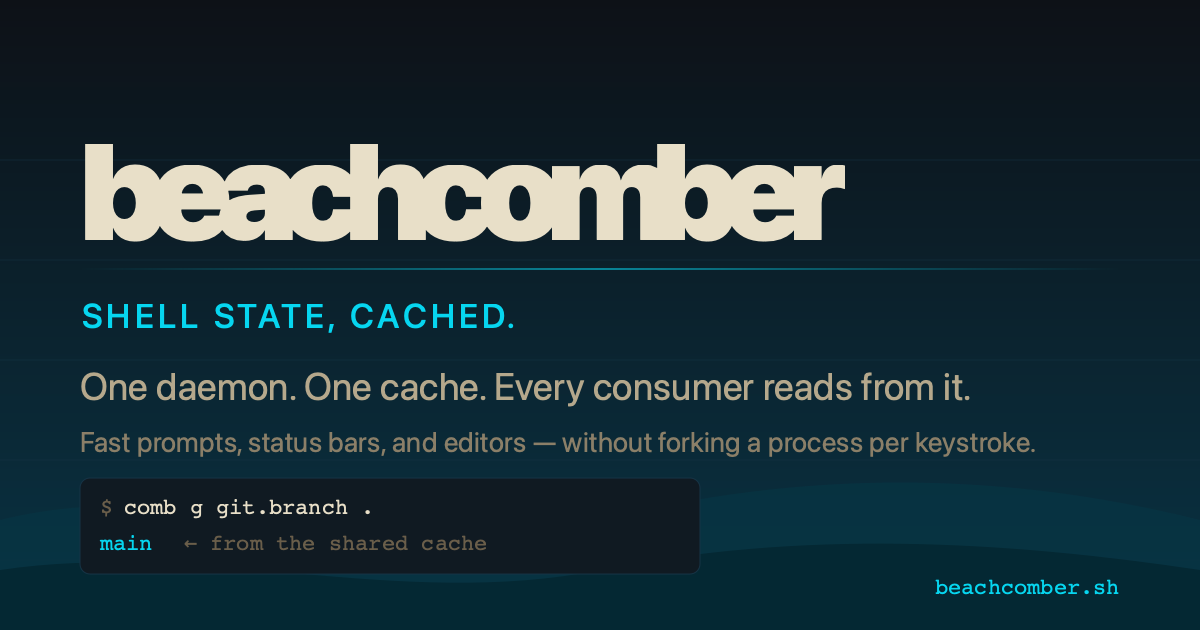 beachcomber
SHELL STATE, CACHED.
One daemon. One cache. Every consumer reads from it.
Fast prompts, status bars, and editors — without forking a process per keystroke.
$ comb g git.branch .
main ← from the shared cache
beachcomber.sh